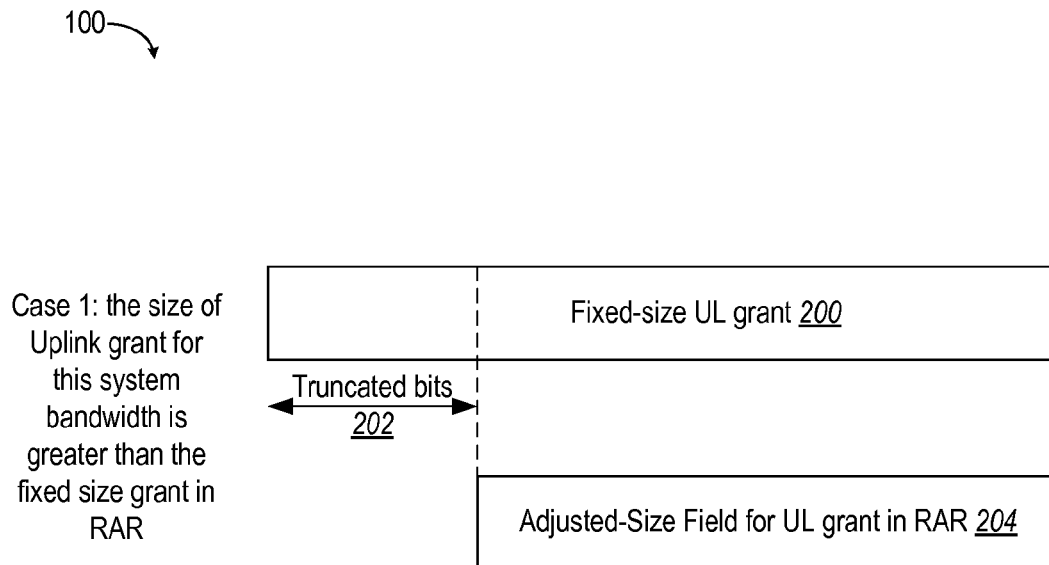 100
Case 1: the size of
Uplink grant for
this system
bandwidth is
greater than the
fixed size grant in
RAR
Fixed-size UL grant 200
Truncated bits
202
Adjusted-Size Field for UL grant in RAR 204